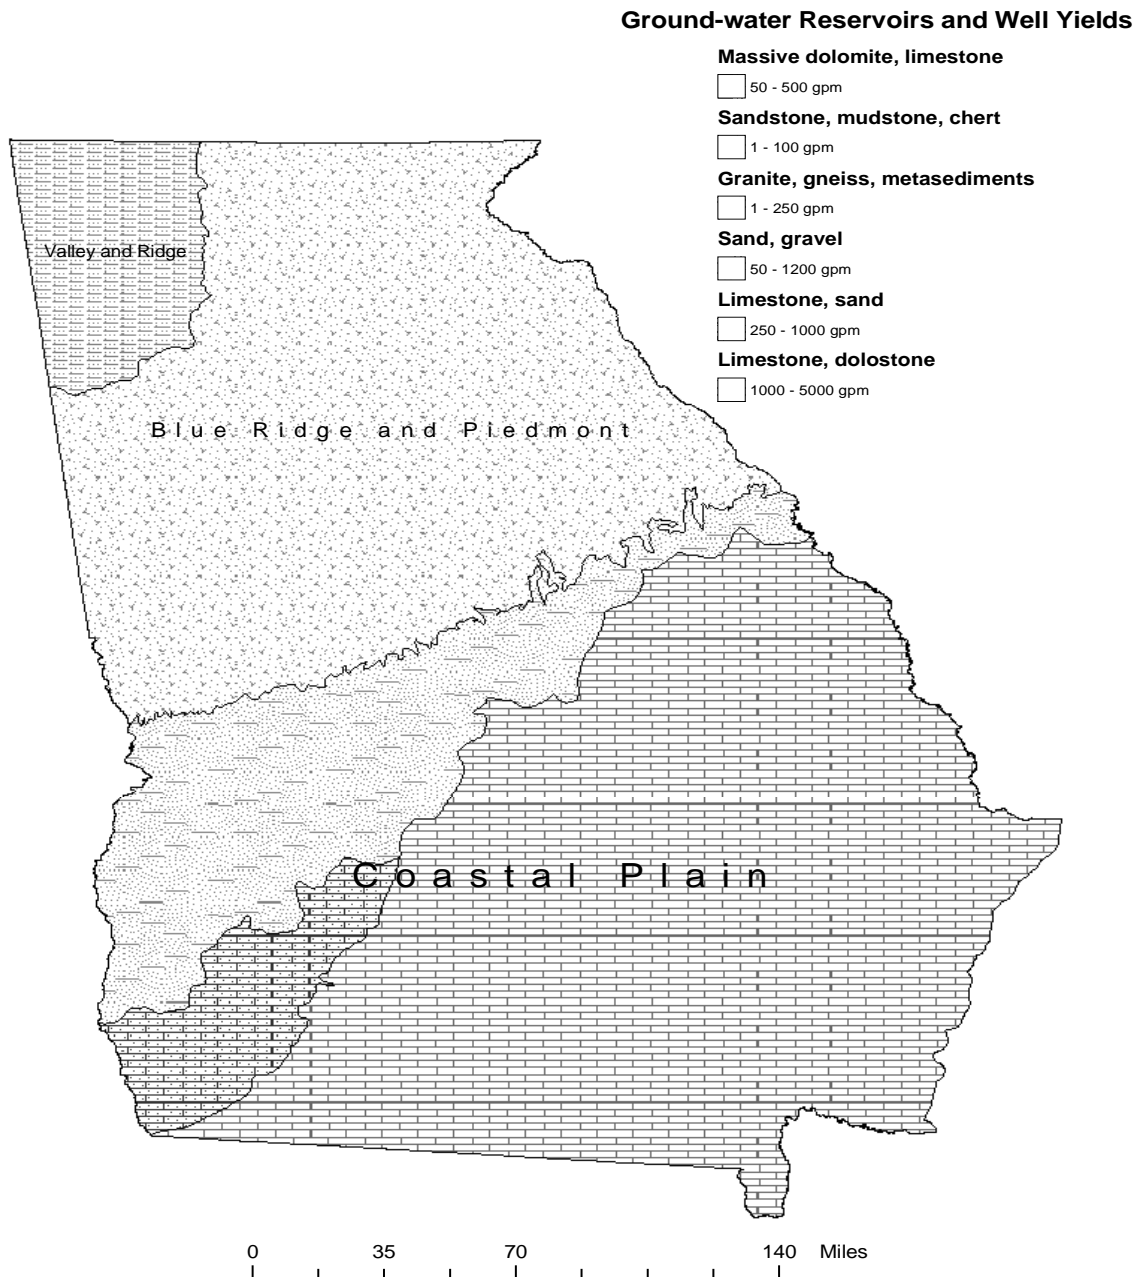 Ground-water Reservoirs and Well Yields
Massive dolomite, limestone
50 - 500 gpm
Sandstone, mudstone, chert
1 - 100 gpm
Granite, gneiss, metasediments
1 - 250 gpm
Sand, gravel
50 - 1200 gpm
Limestone, sand
250 - 1000 gpm
Limestone, dolostone
1000 - 5000 gpm
Valley and Ridge
Blue Ridge and Piedmont
Coastal Plain
0 35 70 140 Miles